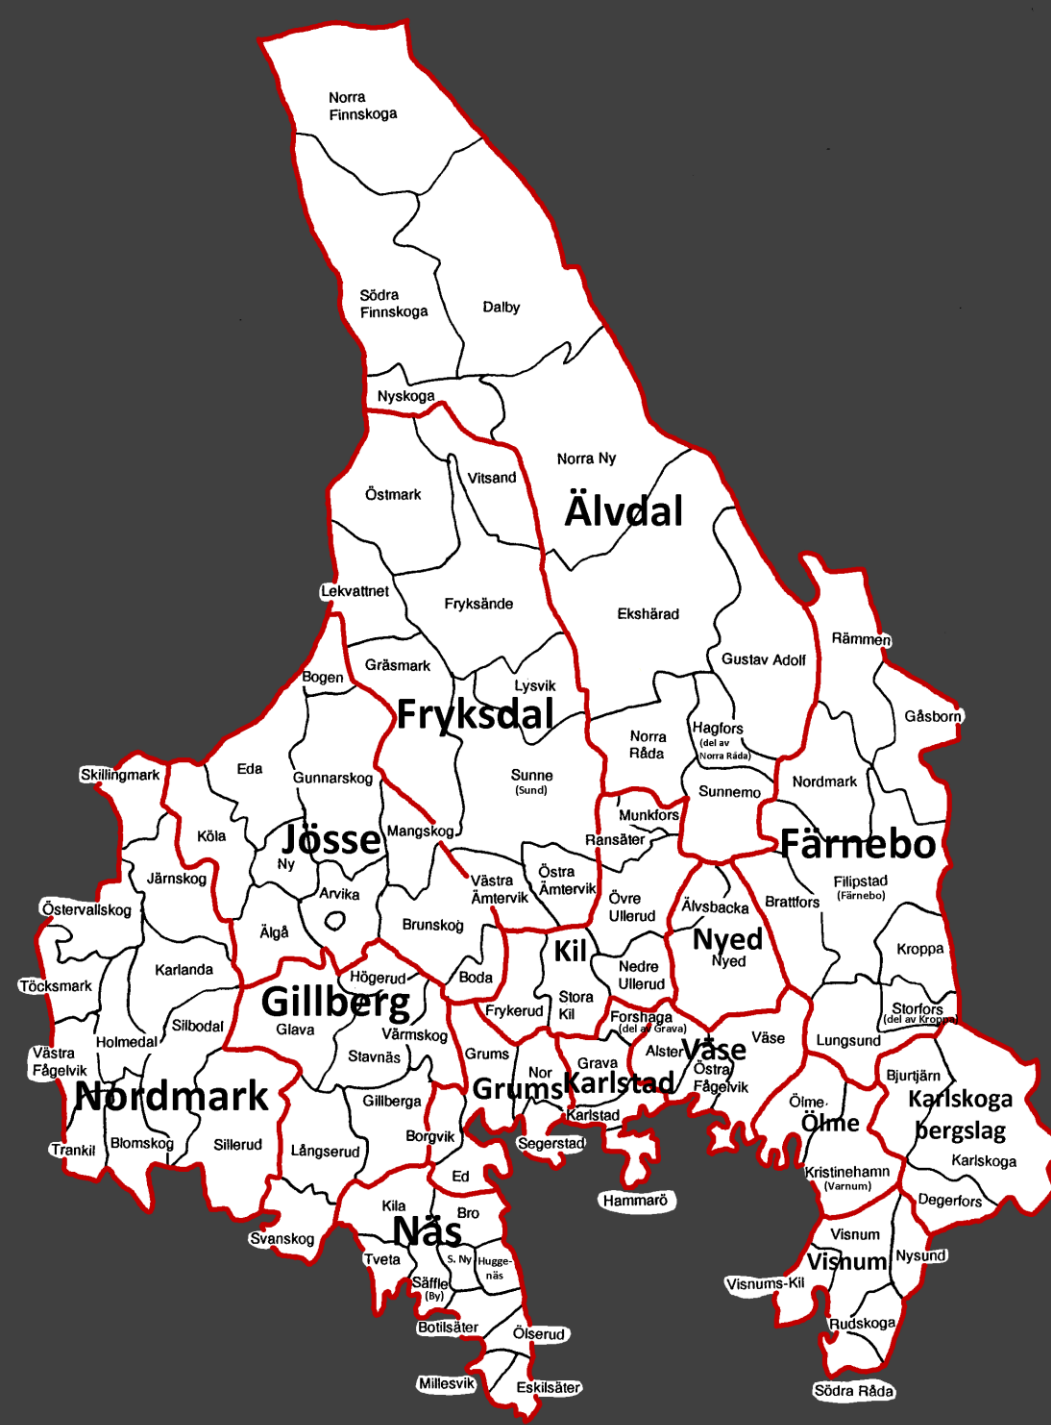 Norra
Finnskoga
Södra
Finnskoga
Dalby
Nyskoga
Norra Ny
Vitsand
Östmark
Älvdal
Lekvattnet
Fryksände
Ekshärad
Rämmen
Gräsmark
Gustav Adolf
Bogen
Lysvik
Fryksdal
Gåsborn
Norra
Råda
Hagfors
(del av
Norra Råda)
Skillingmark
Eda
Gunnarskog
Sunne
(Sund)
Nordmark
Sunnemo
Munkfors
Köla
Jösse
Mangskog
Ransäter
Färnebo
Ny
Järnskog
Arvika
Västra
Ämtervik
Östra
Ämtervik
Filipstad
(Färnebo)
Östervallskog
Övre
Ullerud
Älvsbacka
Brattfors
Älgå
Brunskog
Kil
Nyed
Nyed
Kroppa
Karlanda
Töcksmark
Högerud
Boda
Nedre
Ullerud
Gillberg
Stora
Kil
Frykerud
Storfors
(del av Kroppa)
Silbodal
Glava
Värmskog
Forshaga
(del av Grava)
Holmedal
Väse
Lungsund
Västra
Fågelvik
Stavnäs
Grums
Nor
Grava
Alster
Väse
Östra
Fågelvik
Bjurtjärn
Nordmark
Grums
Karlstad
Karlskoga
bergslag
Gillberga
Karlstad
Ölme
Ölme
Trankil
Blomskog
Sillerud
Långserud
Borgvik
Segerstad
Karlskoga
Ed
Hammarö
Kristinehamn
(Varnum)
Degerfors
Kila
Bro
Näs
Svanskog
Visnum
Visnum
Nysund
Tveta
S. Ny
Hugge-
näs
Säffle
(By)
Visnums-Kil
Botilsäter
Ölserud
Rudskoga
Millesvik
Eskilsäter
Södra Råda